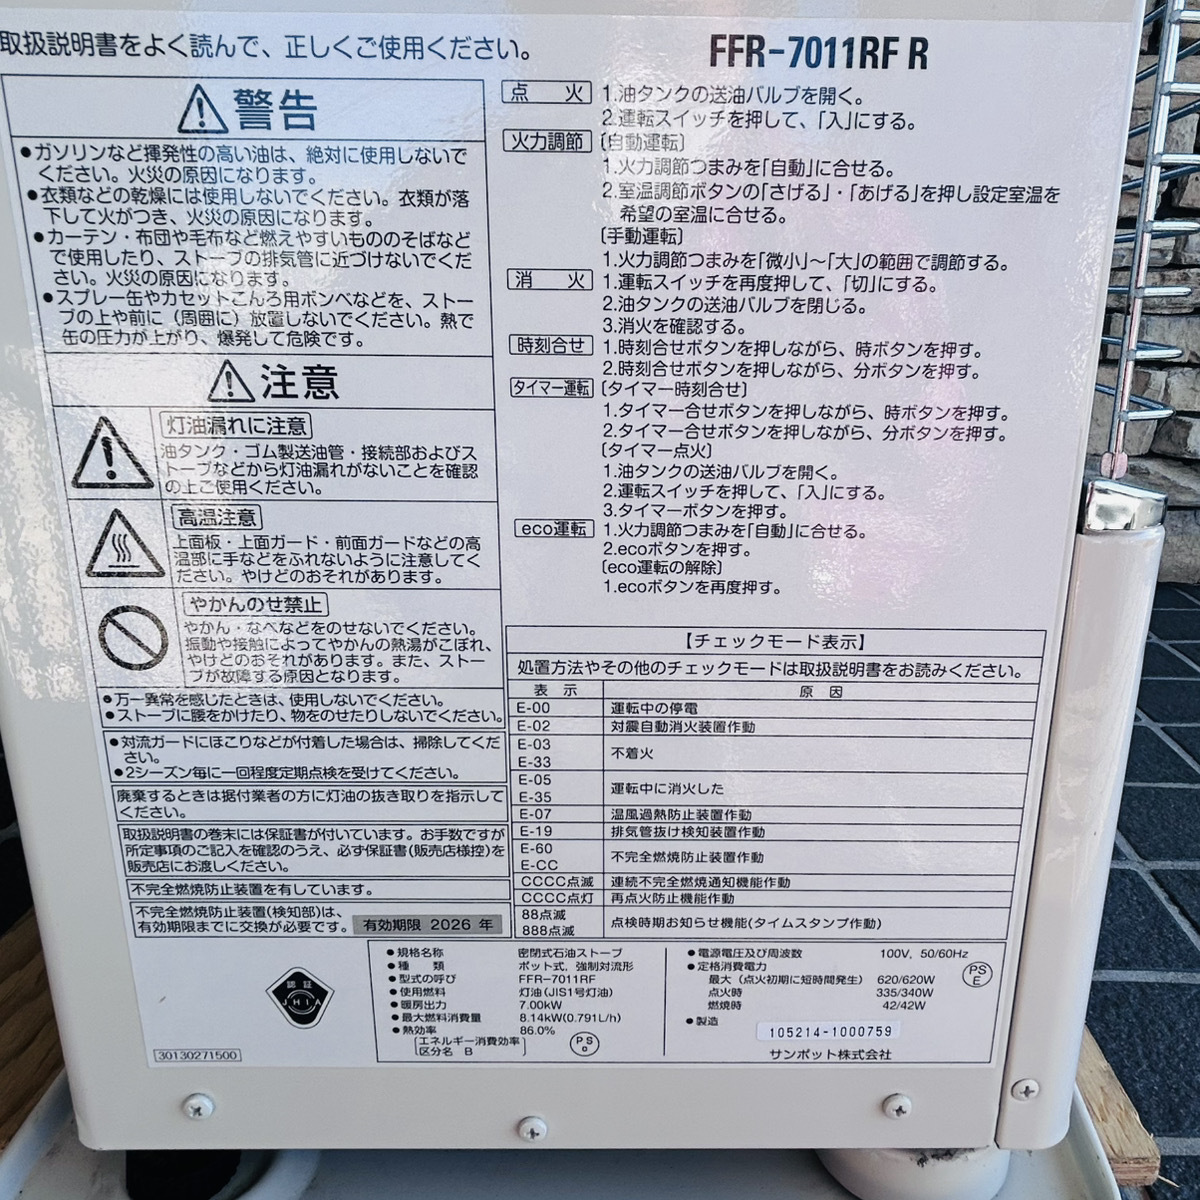 取扱説明書をよく読んで、正しくご使用ください。
FFR-7011RF R
警告
●ガソリンなど揮発性の高い油は、絶対に使用しないで
ください。火災の原因になります。
●衣類などの乾燥には使用しないでください。衣類が落
下して火がつき、火災の原因になります。
●カーテン・布団や毛布など燃えやすいもののそばなど
で使用したり、ストーブの排気管に近づけないでくだ
さい。火災の原因になります。
●スプレー缶やカセットこんろ用ボンベなどを、ストー
ブの上や前に(周囲に)放置しないでください。熱で
缶の圧力が上がり、爆発して危険です。
注意
灯油漏れに注意
油タンク・ゴム製送油管・接続部およびス
トーブなどから灯油漏れがないことを確認
の上ご使用ください。
高温注意
上面板・上面ガード・前面ガードなどの高
温部に手などをふれないように注意してく
ださい。やけどのおそれがあります。
やかんのせ禁止
やかん・なべなどをのせないでください。
振動や接触によってやかんの熱湯がこぼれ、
やけどのおそれがあります。また、ストー
ブが故障する原因となります。
●万一異常を感じたときは、使用しないでください。
●ストーブに腰をかけたり、物をのせたりしないでください。
●対流ガードにほこりなどが付着した場合は、掃除してくだ
さい。
●2シーズン毎に一回程度定期点検を受けてください。
廃棄するときは据付業者の方に灯油の抜き取りを指示して
ください。
取扱説明書の巻末には保証書が付いています。お手数ですが
所定事項のご記入を確認のうえ、必ず保証書(販売店様控)を
販売店にお渡しください。
不完全燃焼防止装置を有しています。
不完全燃焼防止装置(検知部)は、
有効期限までに交換が必要です。 有効期限 2026 年
点 火 1.油タンクの送油バルブを開く。
2.運転スイッチを押して、「入」にする。
火力調節 〔自動運転〕
1.火力調節つまみを「自動」に合せる。
2.室温調節ボタンの「さげる」・「あげる」を押し設定室温を
希望の室温に合せる。
〔手動運転〕
1.火力調節つまみを「微小」～「大」の範囲で調節する。
消 火 1.運転スイッチを再度押して、「切」にする。
2.油タンクの送油バルブを閉じる。
3.消火を確認する。
時刻合せ 1.時刻合せボタンを押しながら、時ボタンを押す。
2.時刻合せボタンを押しながら、分ボタンを押す。
タイマー運転 〔タイマー時刻合せ〕
1.タイマー合せボタンを押しながら、時ボタンを押す。
2.タイマー合せボタンを押しながら、分ボタンを押す。
〔タイマー点火〕
1.油タンクの送油バルブを開く。
2.運転スイッチを押して、「入」にする。
3.タイマーボタンを押す。
eco運転 1.火力調節つまみを「自動」に合せる。
2.ecoボタンを押す。
〔eco運転の解除〕
1.ecoボタンを再度押す。
【チェックモード表示】
処置方法やその他のチェックモードは取扱説明書をお読みください。
表 示 原 因
E-00 運転中の停電
E-02 対震自動消火装置作動
E-03
E-33 不着火
E-05
E-35 運転中に消火した
E-07 温風過熱防止装置作動
E-19 排気管抜け検知装置作動
E-60
E-CC 不完全燃焼防止装置作動
CCCC点滅 連続不完全燃焼通知機能作動
CCCC点灯 再点火防止機能作動
88点滅
888点滅 点検時期お知らせ機能(タイムスタンプ作動)
認証
JHIA
30130271500
●規格名称 密閉式石油ストーブ
●種 類 ポット式, 強制対流形
●型式の呼び FFR-7011RF
●使用燃料 灯油(JIS1号灯油)
●暖房出力 7.00kW
●最大燃料消費量 8.14kW(0.791L/h)
●熱効率 86.0%
〔エネルギー消費効率
区分名 B〕
PS
●電源電圧及び周波数 100V, 50/60Hz
●定格消費電力
最大(点火初期に短時間発生) 620/620W
点火時 335/340W
燃焼時 42/42W
PS
E
●製造 105214-1000759
サンポット株式会社